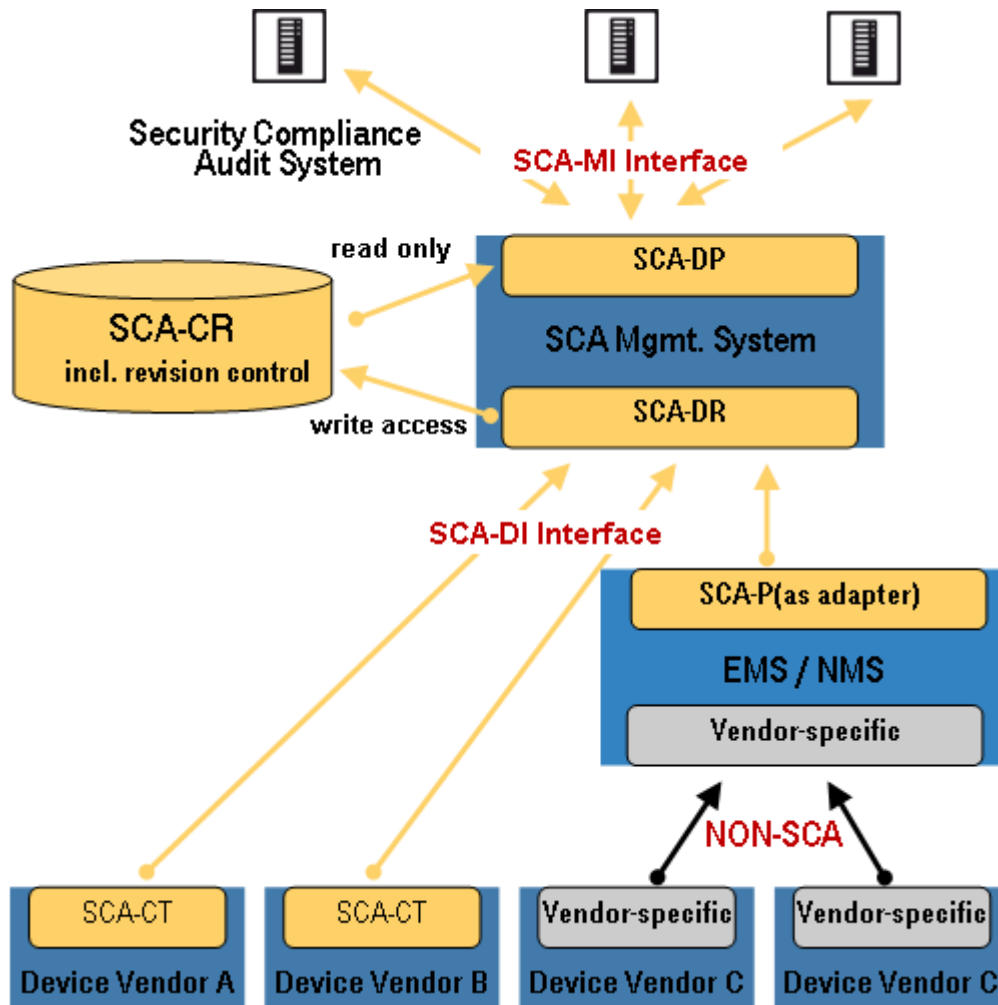 Security Compliance
Audit System
SCA-MI Interface
read only
SCA-DP
SCA-CR
incl. revision control
SCA Mgmt. System
write access
SCA-DR
SCA-DI Interface
SCA-P(as adapter)
EMS / NMS
Vendor-specific
NON-SCA
SCA-CT
SCA-CT
Vendor-specific
Vendor-specific
Device Vendor A
Device Vendor B
Device Vendor C
Device Vendor C